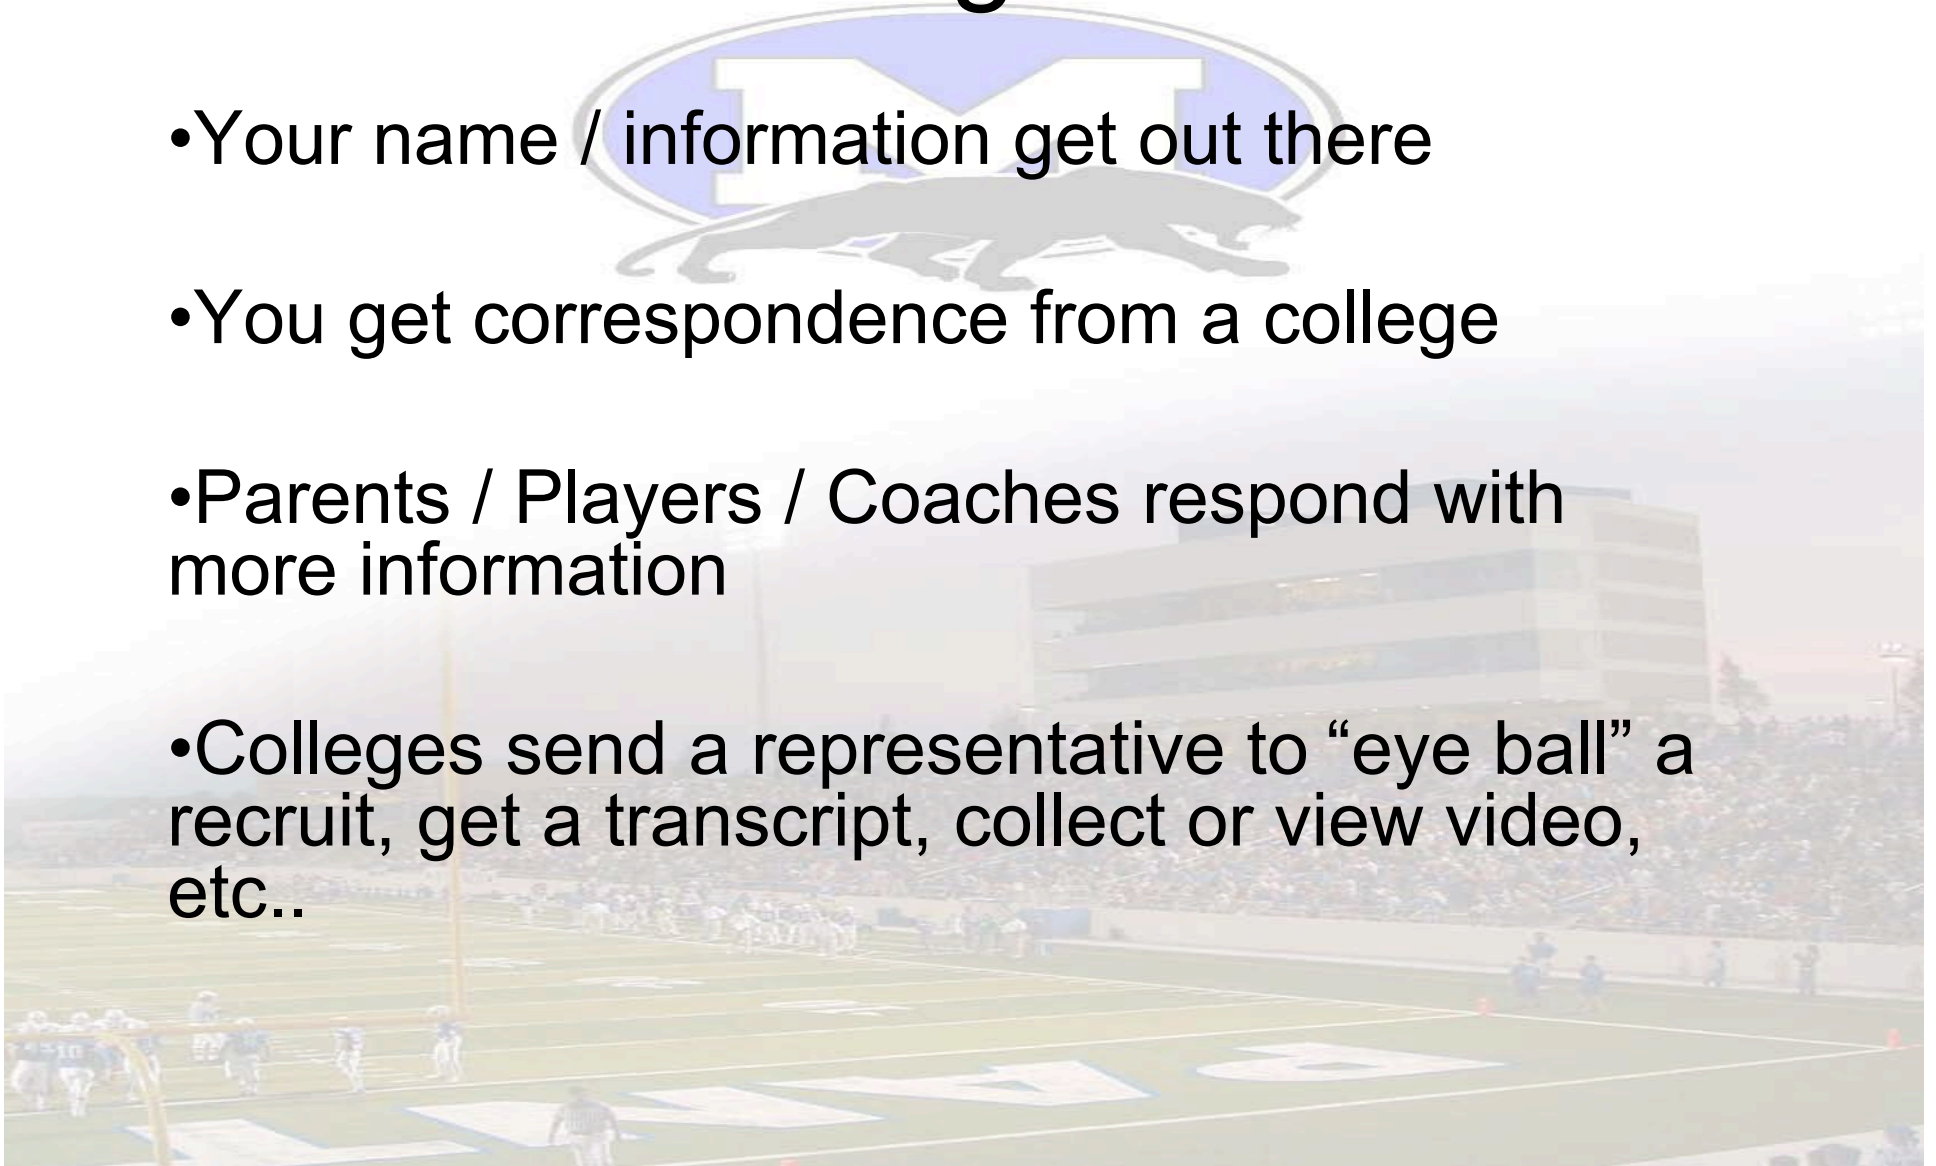 •Your name / information get out there
•You get correspondence from a college
•Parents / Players / Coaches respond with
more information
•Colleges send a representative to “eye ball” a
recruit, get a transcript, collect or view video,
etc..
M